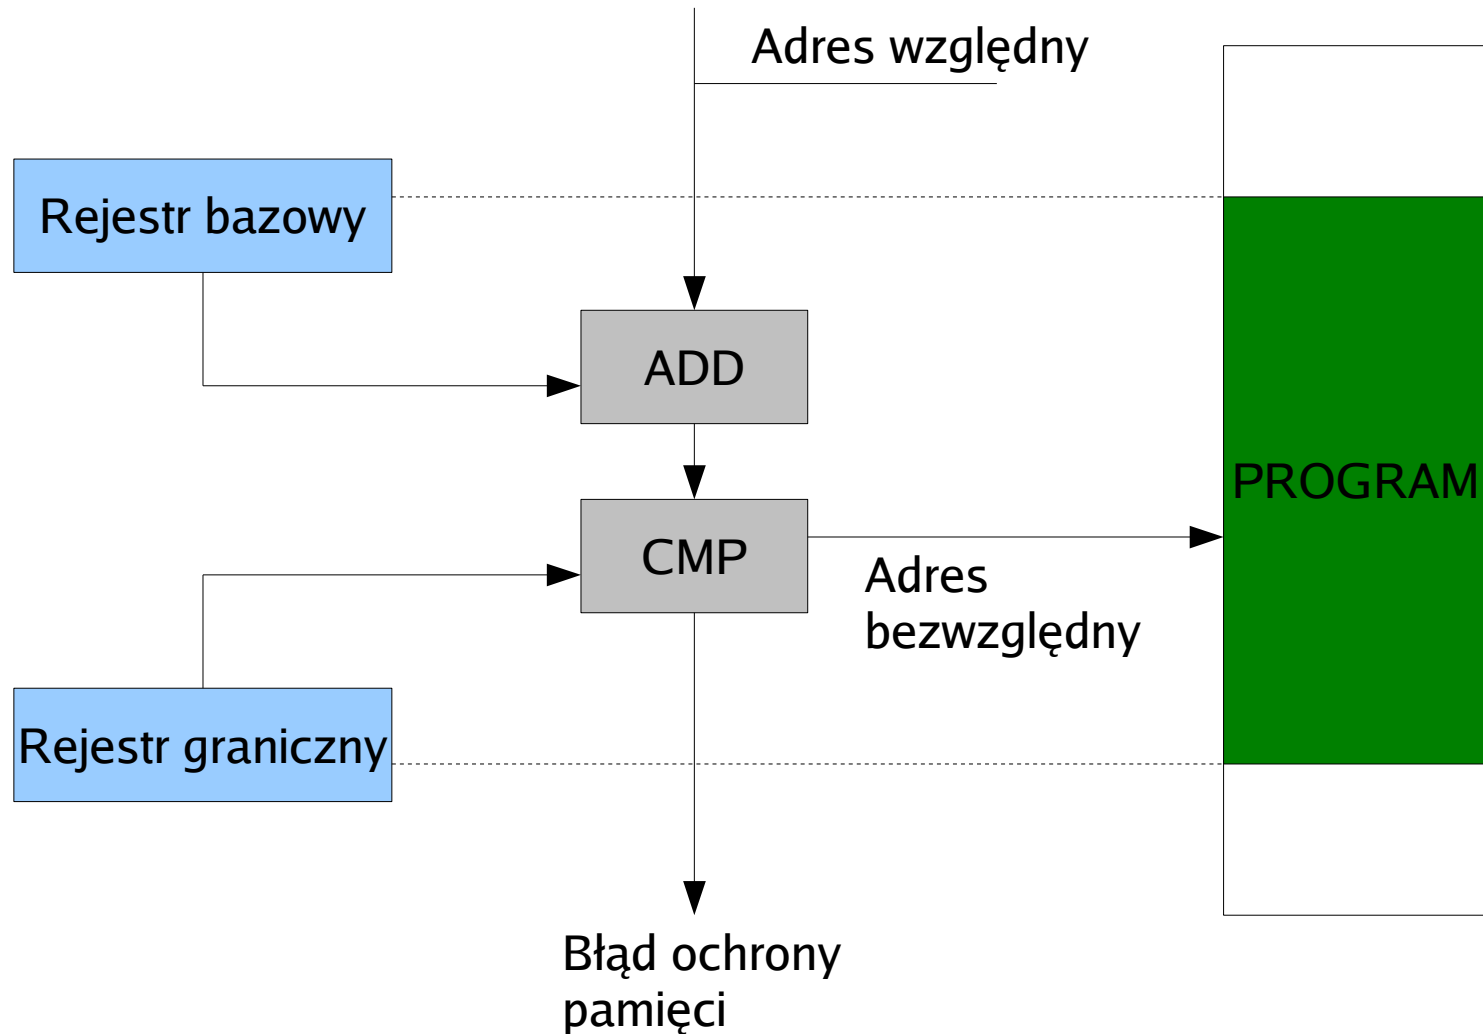 Adres względny
Rejestr bazowy
ADD
PROGRAM
CMP
Adres
bezwzględny
Rejestr graniczny
Błąd ochrony
pamięci